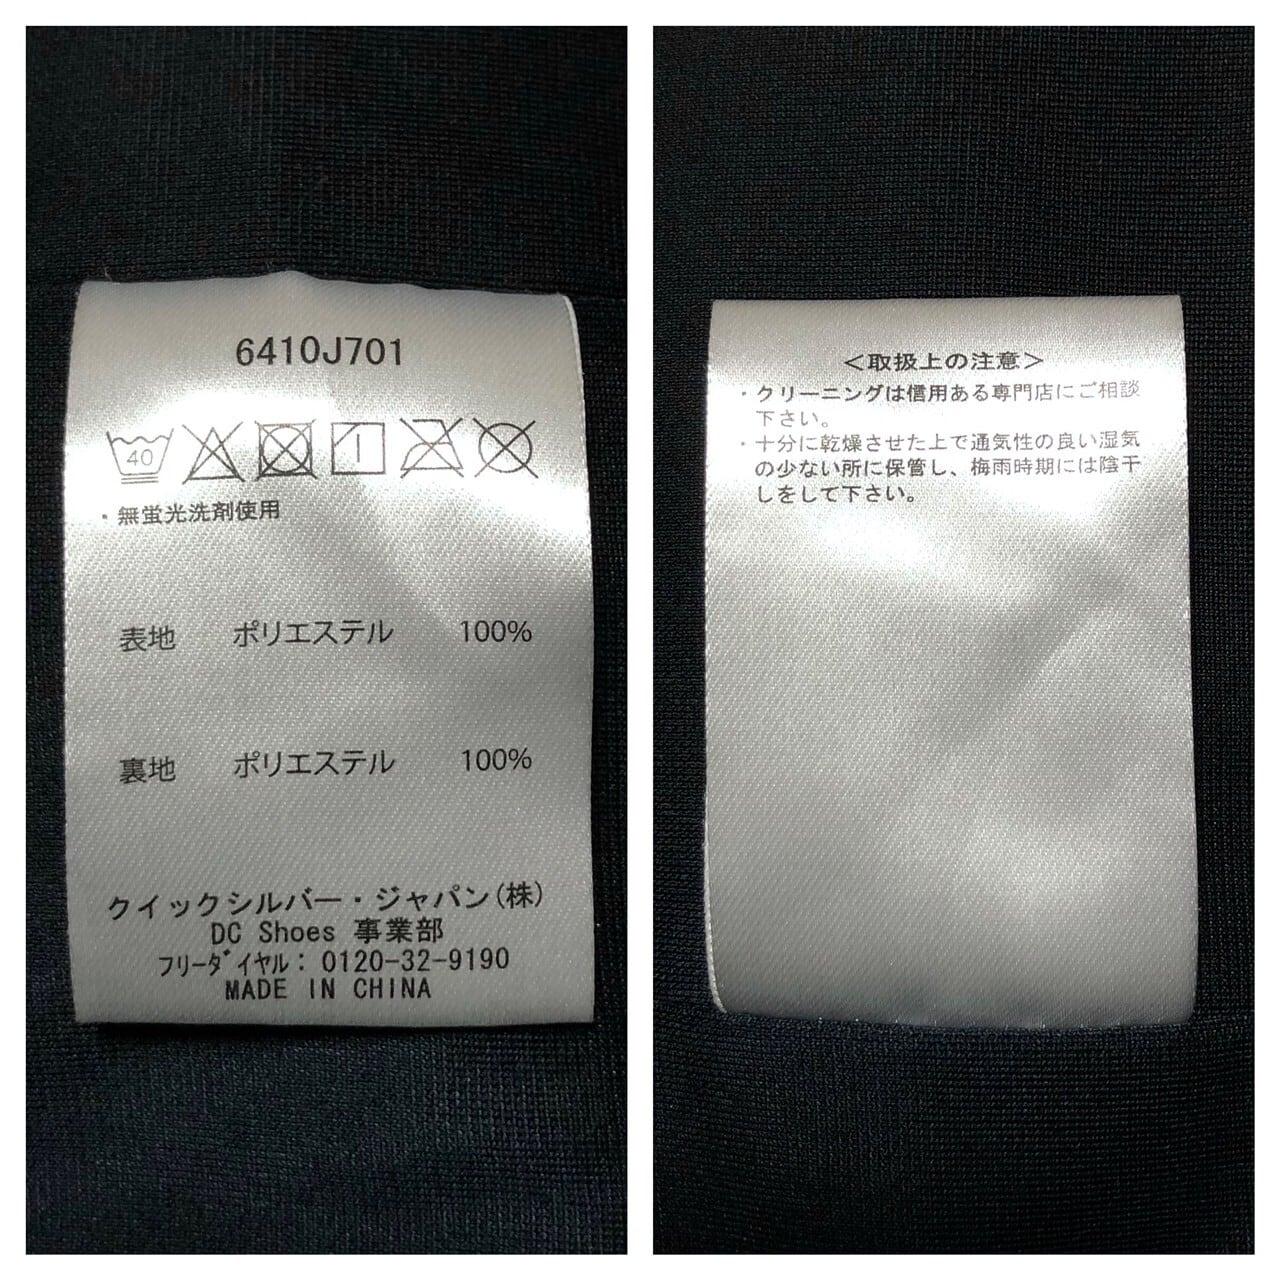 6410J701
40
・無蛍光洗剤使用
表地 ポリエステル 100%
裏地 ポリエステル 100%
クイックシルバー・ジャパン(株)
DC Shoes 事業部
フリーダイヤル: 0120-32-9190
MADE IN CHINA
<取扱上の注意>
・クリーニングは信用ある専門店にご相談
下さい。
・十分に乾燥させた上で通気性の良い湿気
の少ない所に保管し、梅雨時期には陰干
しをして下さい。